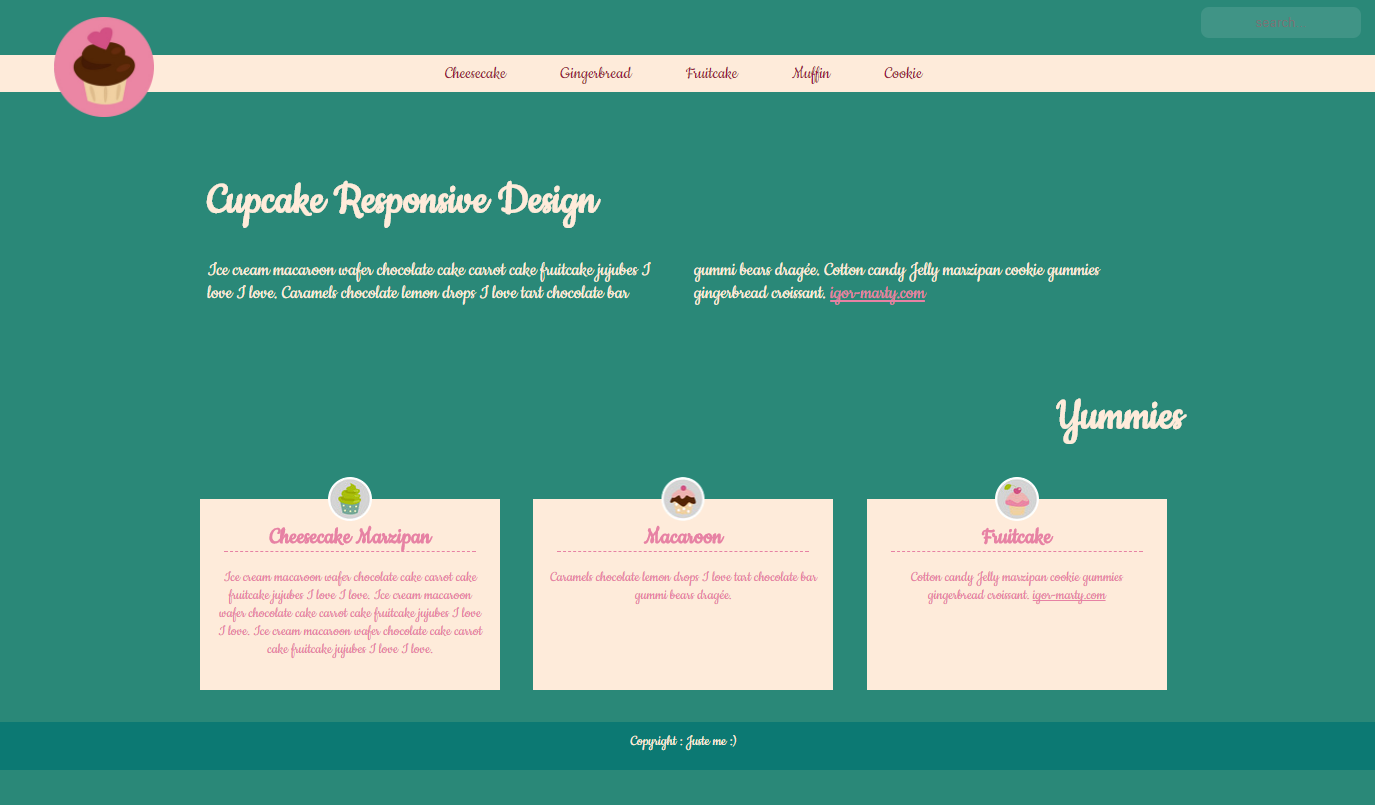 Search
Cheesecake Gingerbread Fruitcake Muffin Cookie
Cupcake Responsive Design
Ice cream macaroon wafer chocolate cake carrot cake fruitcake jujubes I
love I love. Caramels chocolate lemon drops I love tart chocolate bar
gummi bears dragée. Cotton candy Jelly marzipan cookie gummies
gingerbread croissant. igor-marty.com
Yummies
Cheesecake Marzipan
Ice cream macaroon wafer chocolate cake carrot cake
fruitcake jujubes I love I love. Ice cream macaroon
wafer chocolate cake carrot cake fruitcake jujubes I love
I love. Ice cream macaroon wafer chocolate cake carrot
cake fruitcake jujubes I love I love.
Macaroon
Caramels chocolate lemon drops I love tart chocolate bar
gummi bears dragée.
Fruitcake
Cotton candy Jelly marzipan cookie gummies
gingerbread croissant. igor-marty.com
Copyright : Juste me :)